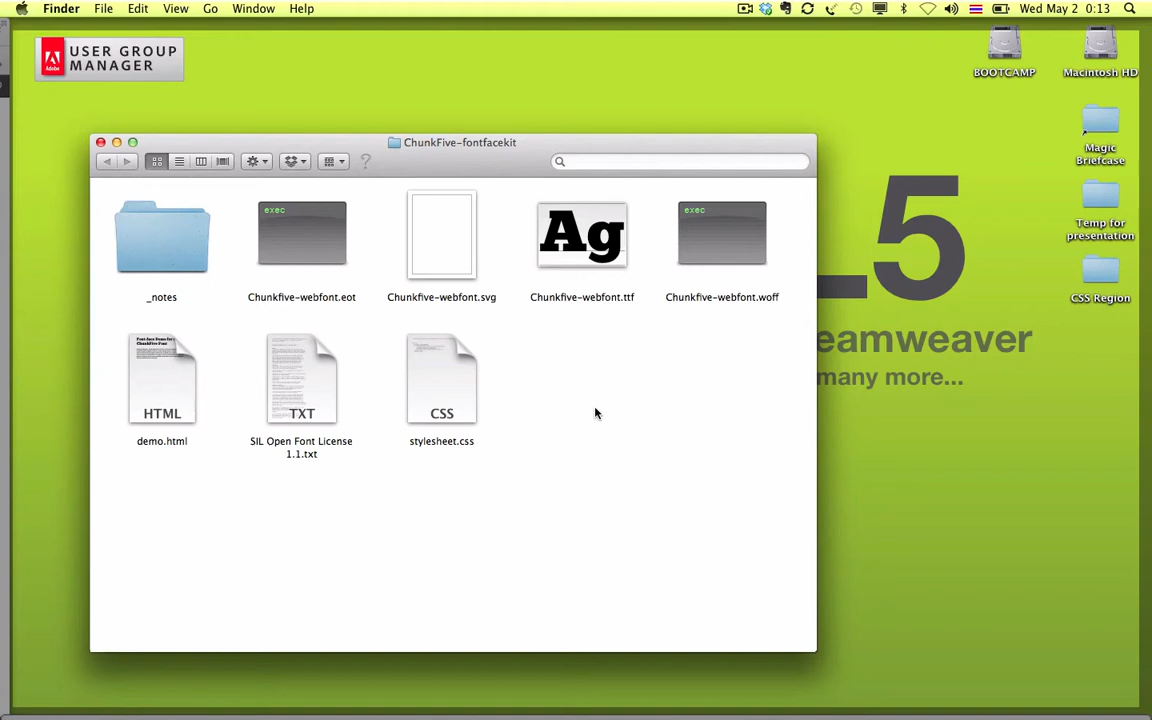 Finder File Edit View Go Window Help Wed May 2 0:13
Adobe
USER GROUP
MANAGER
BOOTCAMP
Macintosh HD
Magic
Briefcase
Temp for
presentation
CSS Region
ChunkFive-fontfacekit
?
exec
Ag
exec
_notes
Chunkfive-webfont.eot
Chunkfive-webfont.svg
Chunkfive-webfont.ttf
Chunkfive-webfont.woff
HTML
TXT
CSS
demo.html
SIL Open Font License
1.1.txt
stylesheet.css
_5
eamweaver
many more...